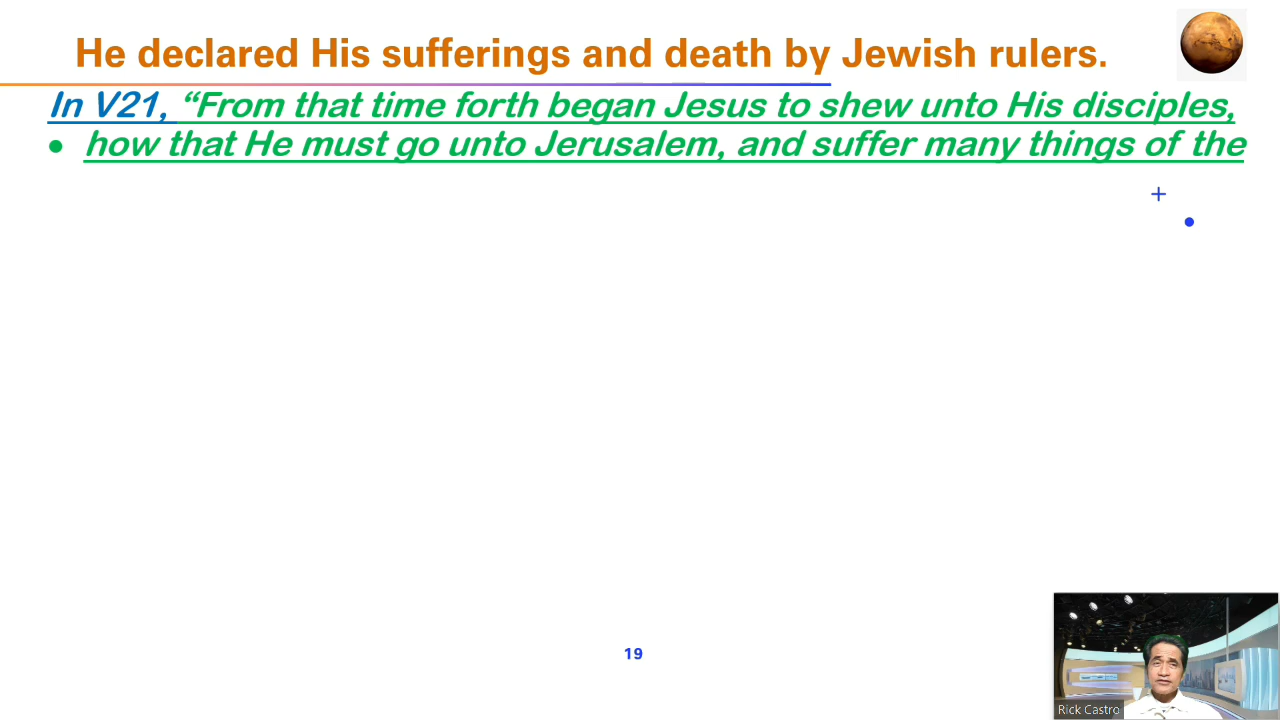 He declared His sufferings and death by Jewish rulers.
In V21, “From that time forth began Jesus to shew unto His disciples,
• how that He must go unto Jerusalem, and suffer many things of the
19
Rick Castro